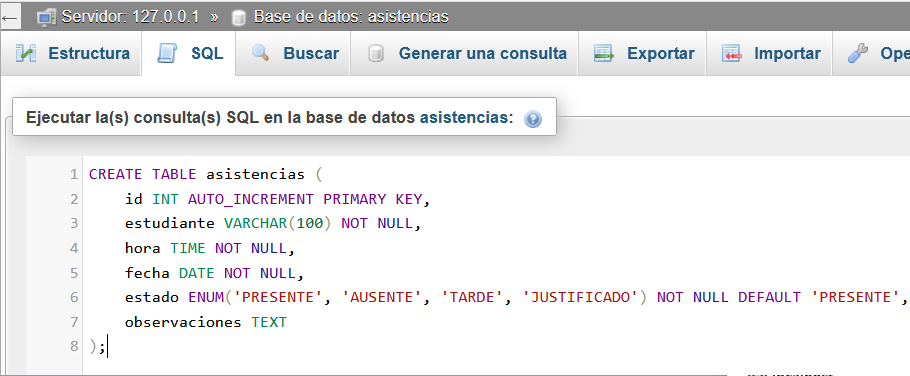 Servidor: 127.0.0.1 » Base de datos: asistencias
Estructura SQL Buscar Generar una consulta Exportar Importar
Ejecutar la(s) consulta(s) SQL en la base de datos asistencias:
1 CREATE TABLE asistencias (
2 id INT AUTO_INCREMENT PRIMARY KEY,
3 estudiante VARCHAR(100) NOT NULL,
4 hora TIME NOT NULL,
5 fecha DATE NOT NULL,
6 estado ENUM('PRESENTE', 'AUSENTE', 'TARDE', 'JUSTIFICADO') NOT NULL DEFAULT 'PRESENTE',
7 observaciones TEXT
8 );